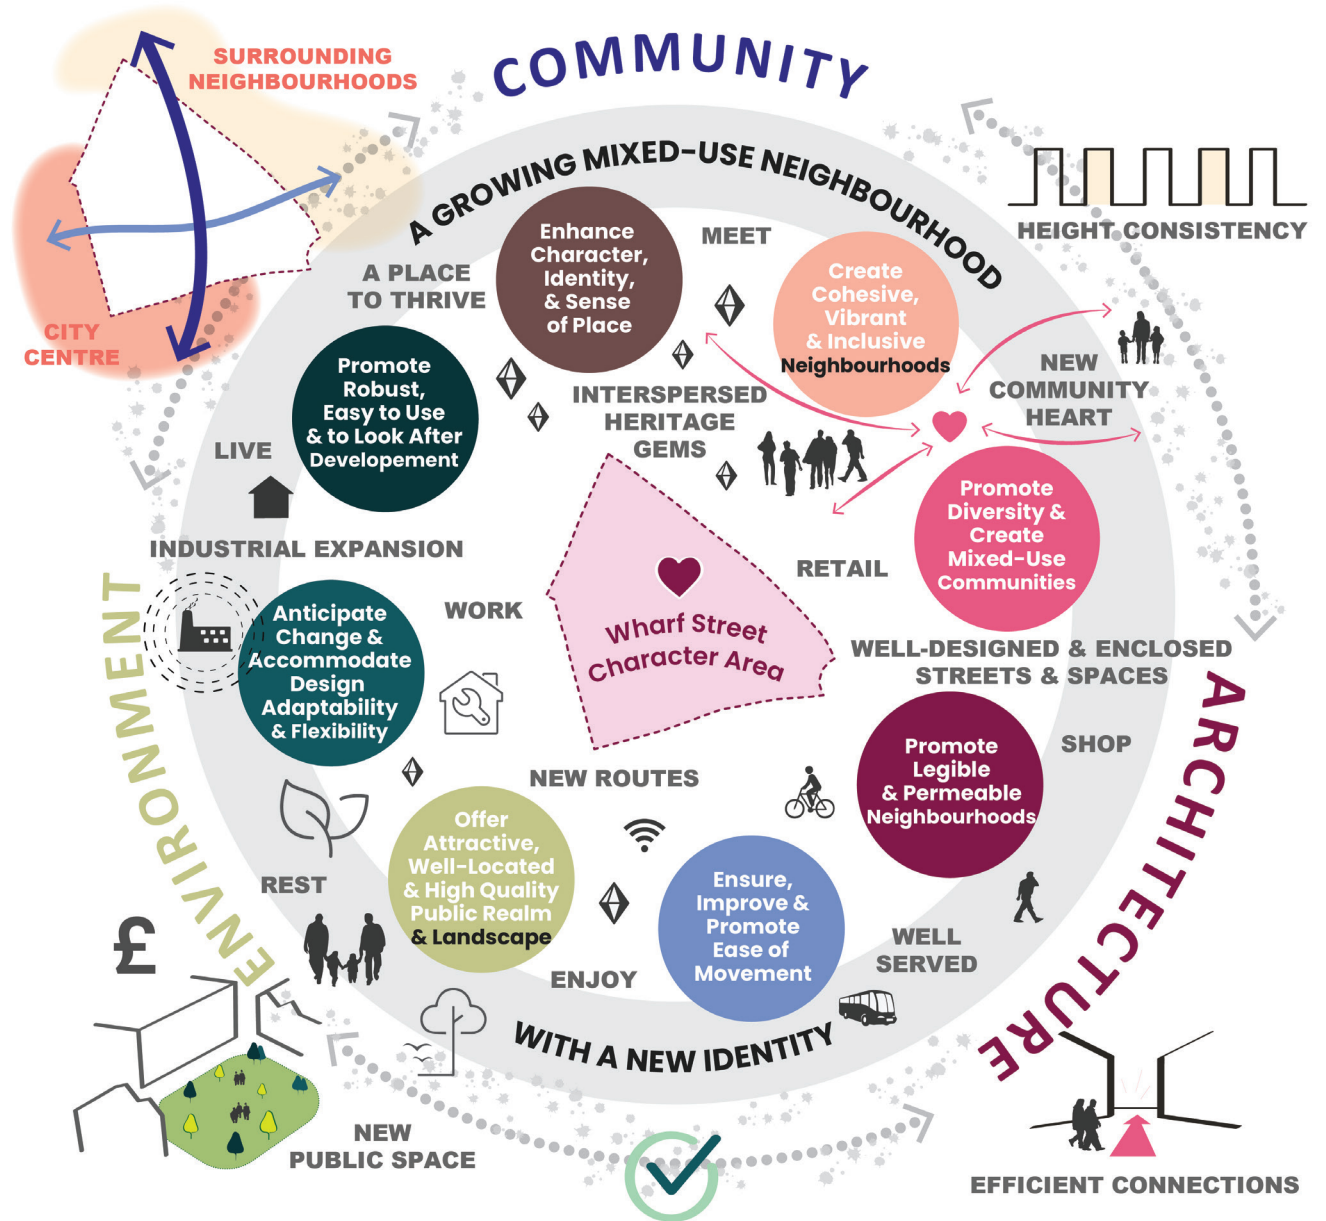 COMMUNITY
SURROUNDING
NEIGHBOURHOODS
CITY
CENTRE
HEIGHT CONSISTENCY
A GROWING MIXED-USE NEIGHBOURHOOD
A PLACE
TO THRIVE
Enhance
Character,
Identity,
& Sense
of Place
MEET
Create
Cohesive,
Vibrant
& Inclusive
Neighbourhoods
Promote
Robust,
Easy to Use
& to Look After
Developement
INTERSPERSED
HERITAGE
GEMS
NEW
COMMUNITY
HEART
LIVE
INDUSTRIAL EXPANSION
Promote
Diversity &
Create
Mixed-Use
Communities
RETAIL
WORK
Wharf Street
Character Area
Anticipate
Change &
Accommodate
Design
Adaptability
& Flexibility
WELL-DESIGNED & ENCLOSED
STREETS & SPACES
ENVIRONMENT
ARCHITECTURE
Promote
Legible
& Permeable
Neighbourhoods
SHOP
NEW ROUTES
Offer
Attractive,
Well-Located
& High Quality
Public Realm
& Landscape
REST
Ensure,
Improve &
Promote
Ease of
Movement
WELL
SERVED
ENJOY
£
WITH A NEW IDENTITY
NEW
PUBLIC SPACE
EFFICIENT CONNECTIONS